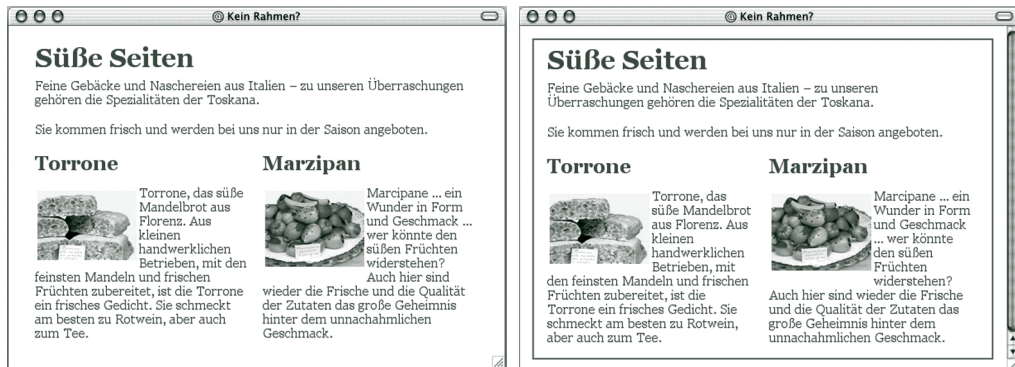 @ Kein Rahmen?
Süße Seiten
Feine Gebäcke und Naschereien aus Italien – zu unseren Überraschungen
gehören die Spezialitäten der Toskana.
Sie kommen frisch und werden bei uns nur in der Saison angeboten.
Torrone
Torrone, das süße
Mandelbrot aus
Florenz. Aus
kleinen
handwerklichen
Betrieben, mit den
feinsten Mandeln und frischen
Früchten zubereitet, ist die Torrone
ein frisches Gedicht. Sie schmeckt
am besten zu Rotwein, aber auch
zum Tee.
Marzipan
Marcipane ... ein
Wunder in Form
und Geschmack ...
wer könnte den
süßen Früchten
widerstehen?
Auch hier sind
wieder die Frische und die Qualität
der Zutaten das große Geheimnis
hinter dem unnachahmlichen
Geschmack.
@ Kein Rahmen?
Süße Seiten
Feine Gebäcke und Naschereien aus Italien – zu unseren
Überraschungen gehören die Spezialitäten der Toskana.
Sie kommen frisch und werden bei uns nur in der Saison angeboten.
Torrone
Torrone, das
süße Mandelbrot
aus Florenz. Aus
kleinen
handwerklichen
Betrieben, mit
den feinsten Mandeln und frischen
Früchten zubereitet, ist die
Torrone ein frisches Gedicht. Sie
schmeckt am besten zu Rotwein,
aber auch zum Tee.
Marzipan
Marcipane ... ein
Wunder in Form
und Geschmack
... wer könnte
den süßen
Früchten
widerstehen?
Auch hier sind wieder die Frische
und die Qualität der Zutaten das
große Geheimnis hinter dem
unnachahmlichen Geschmack.